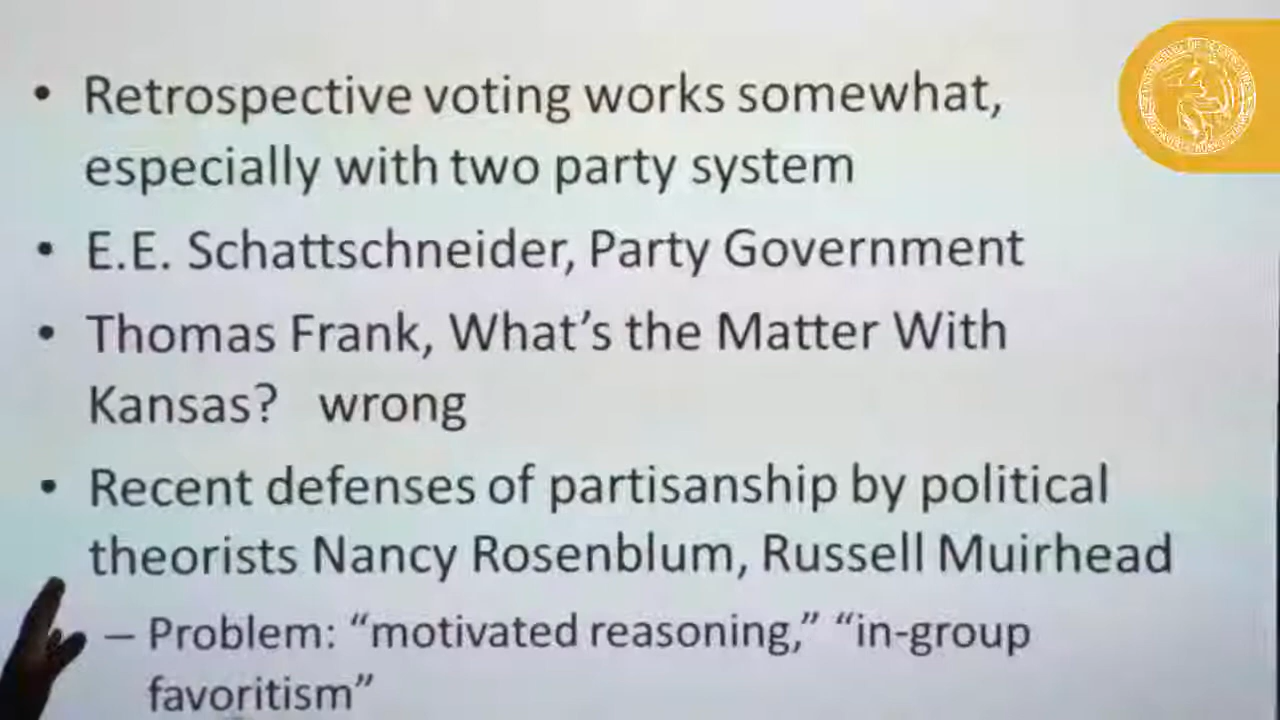 • Retrospective voting works somewhat,
especially with two party system
• E.E. Schattschneider, Party Government
• Thomas Frank, What's the Matter With
Kansas?   wrong
• Recent defenses of partisanship by political
theorists Nancy Rosenblum, Russell Muirhead
– Problem: “motivated reasoning,” “in-group
favoritism”